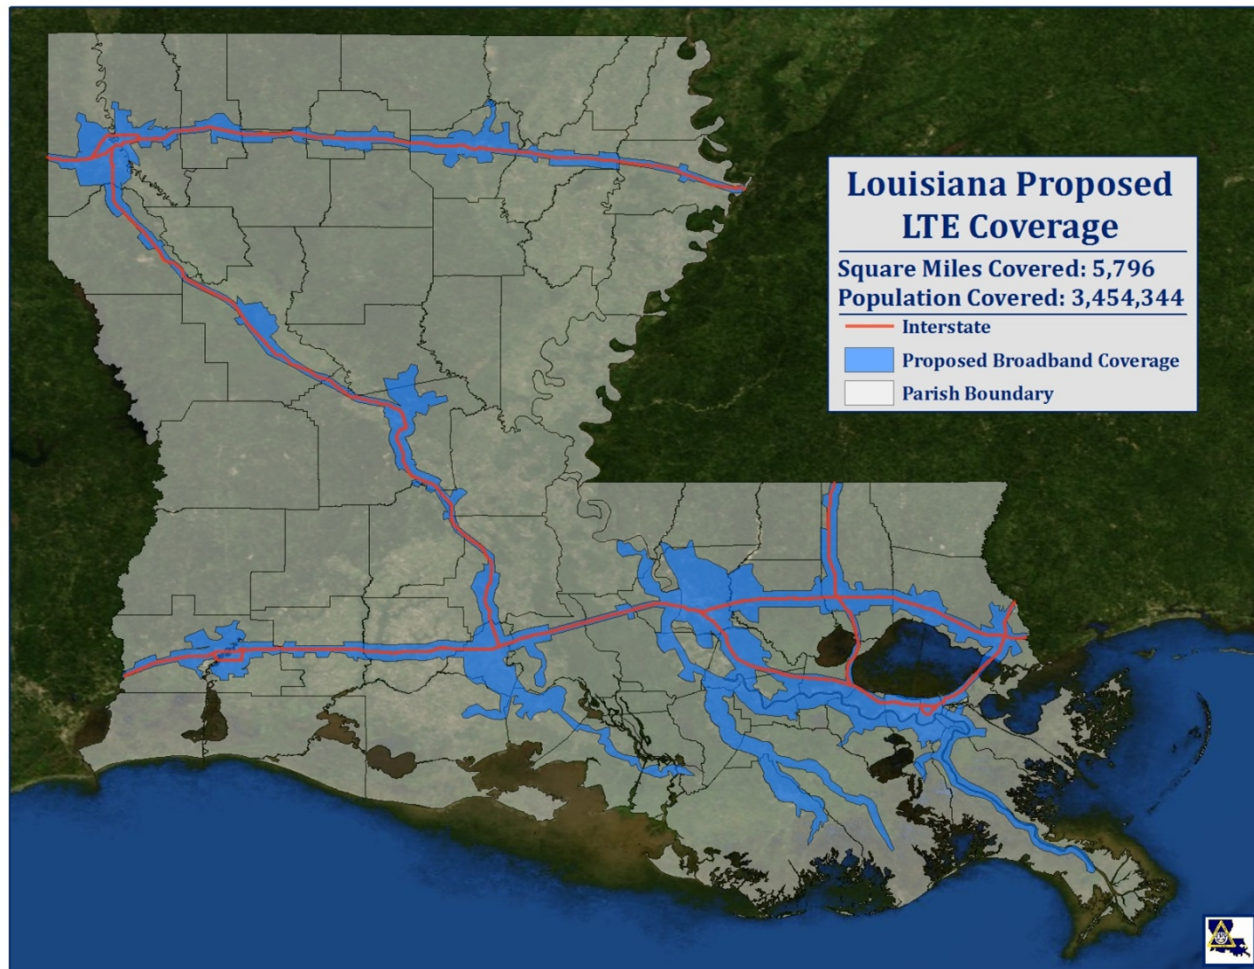 Louisiana Proposed
LTE Coverage
Square Miles Covered: 5,796
Population Covered: 3,454,344
Interstate
Proposed Broadband Coverage
Parish Boundary